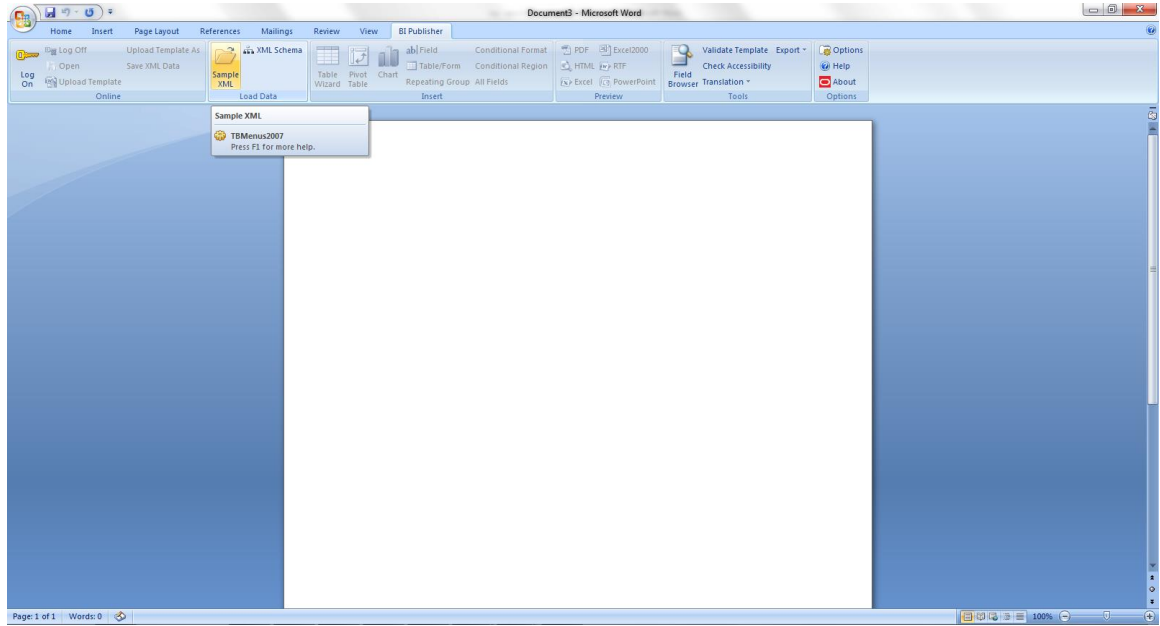 Document3 - Microsoft Word
Home Insert Page Layout References Mailings Review View BI Publisher
Log On
Log Off
Open
Upload Template
Upload Template As
Save XML Data
Online
Sample XML
XML Schema
Load Data
Table Wizard
Pivot Table
Chart
Field
Table/Form
Repeating Group
Conditional Format
Conditional Region
All Fields
Insert
PDF Excel2000
HTML RTF
Excel PowerPoint
Preview
Field Browser
Validate Template Export
Check Accessibility
Translation
Tools
Options
Help
About
Options
Sample XML
TBMenus2007
Press F1 for more help.
Page: 1 of 1 Words: 0
100%